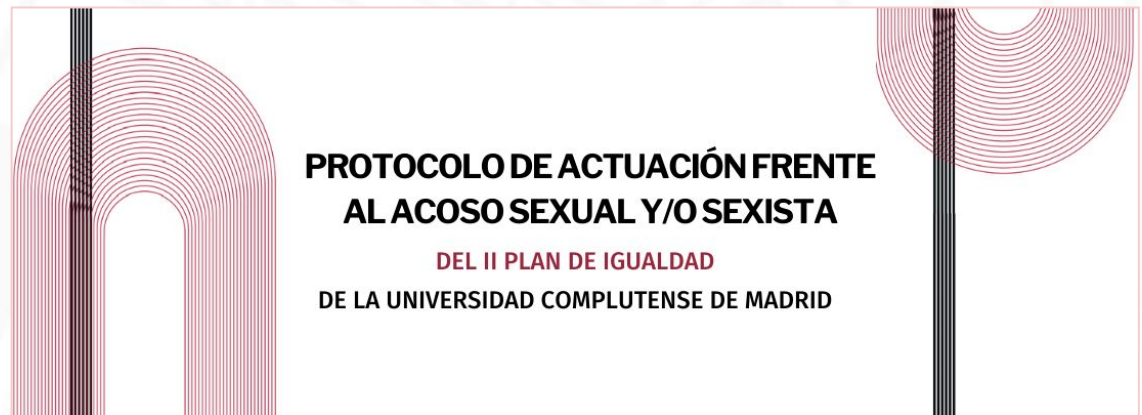 PROTOCOLO DE ACTUACIÓN FRENTE
AL ACOSO SEXUAL Y/O SEXISTA
DEL II PLAN DE IGUALDAD
DE LA UNIVERSIDAD COMPLUTENSE DE MADRID